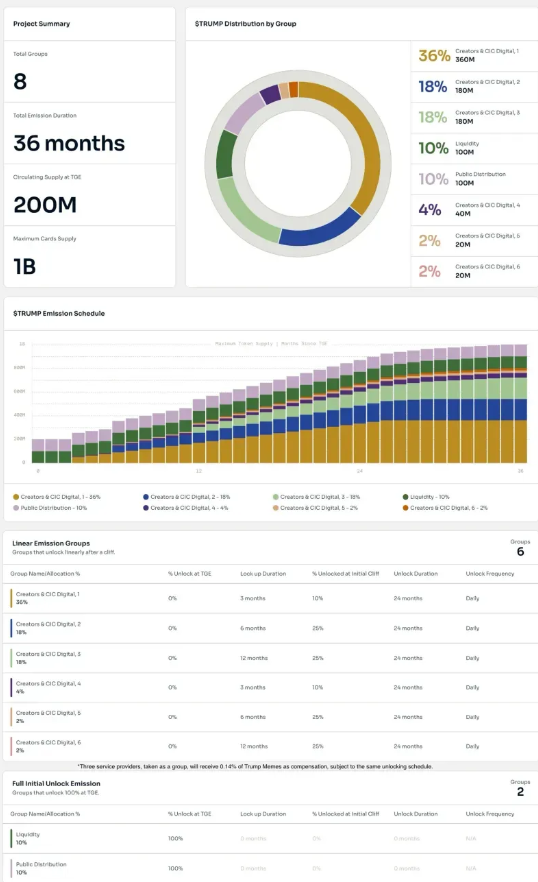 Project Summary
Total Groups
8
Total Emission Duration
36 months
Circulating Supply at TGE
200M
Maximum Cards Supply
1B
$TRUMP Distribution by Group
36% Creators & CIC Digital, 1
360M
18% Creators & CIC Digital, 2
180M
18% Creators & CIC Digital, 3
180M
10% Liquidity
100M
10% Public Distribution
100M
4% Creators & CIC Digital, 4
40M
2% Creators & CIC Digital, 5
20M
2% Creators & CIC Digital, 6
20M
$TRUMP Emission Schedule
Maximum Token Supply | Months Since TGE
800M
600M
400M
200M
0
0 12 24 36
Creators & CIC Digital, 1 - 36% Creators & CIC Digital, 2 - 18% Creators & CIC Digital, 3 - 18% Liquidity - 10%
Public Distribution - 10% Creators & CIC Digital, 4 - 4% Creators & CIC Digital, 5 - 2% Creators & CIC Digital, 6 - 2%
Linear Emission Groups Groups
Groups that unlock linearly after a cliff. 6
Group Name/Allocation % % Unlock at TGE Lock up Duration % Unlocked at Initial Cliff Unlock Duration Unlock Frequency
Creators & CIC Digital, 1
36% 0% 3 months 10% 24 months Daily
Creators & CIC Digital, 2
18% 0% 6 months 25% 24 months Daily
Creators & CIC Digital, 3
18% 0% 12 months 25% 24 months Daily
Creators & CIC Digital, 4
4% 0% 3 months 10% 24 months Daily
Creators & CIC Digital, 5
2% 0% 6 months 25% 24 months Daily
Creators & CIC Digital, 6
2% 0% 12 months 25% 24 months Daily
*Three service providers, taken as a group, will receive 0.14% of Trump Memes as compensation, subject to the same unlocking schedule.
Full Initial Unlock Emission Groups
Groups that unlock 100% at TGE. 2
Group Name/Allocation % % Unlock at TGE Lock up Duration % Unlocked at Initial Cliff Unlock Duration Unlock Frequency
Liquidity
10% 100% 0 months 0% 0 months N/A
Public Distribution
10% 100% 0 months 0% 0 months N/A